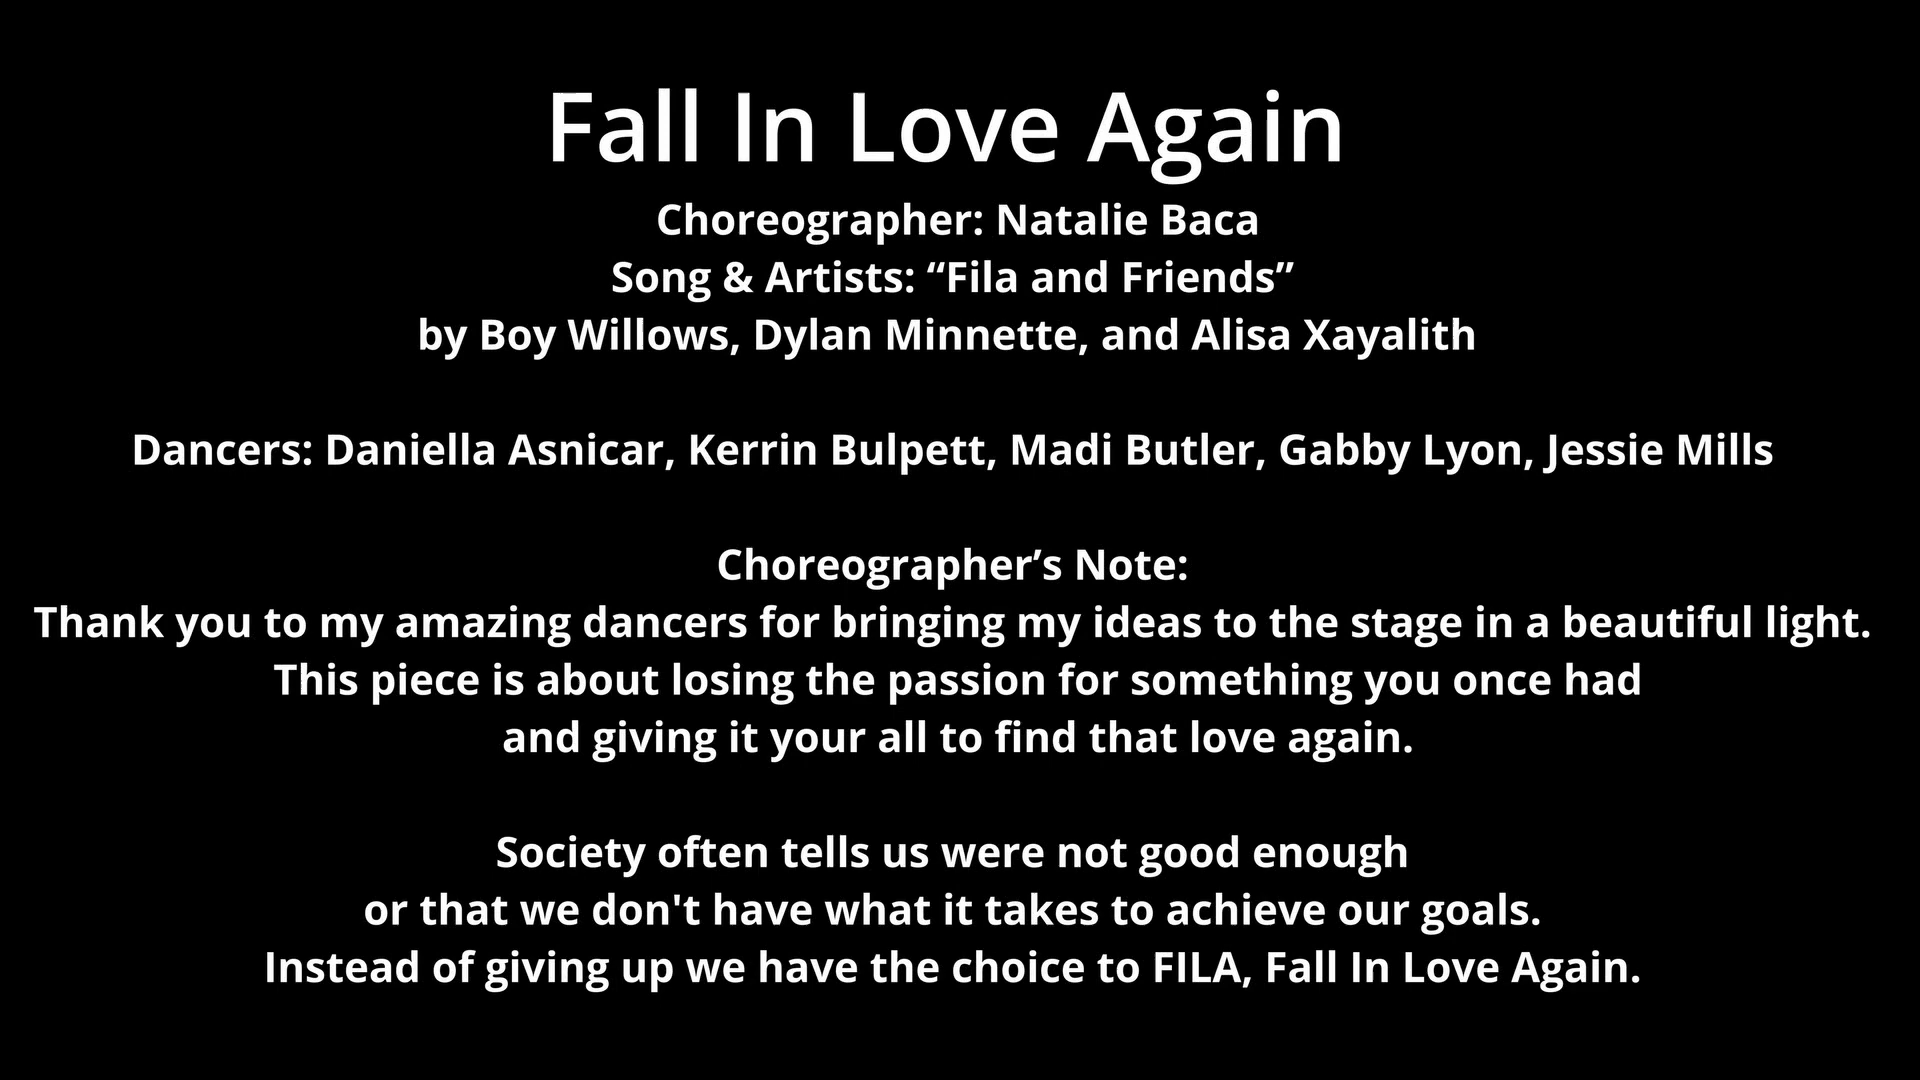 Fall In Love Again
Choreographer: Natalie Baca
Song & Artists: “Fila and Friends”
by Boy Willows, Dylan Minnette, and Alisa Xayalith
Dancers: Daniella Asnicar, Kerrin Bulpett, Madi Butler, Gabby Lyon, Jessie Mills
Choreographer’s Note:
Thank you to my amazing dancers for bringing my ideas to the stage in a beautiful light.
This piece is about losing the passion for something you once had
and giving it your all to find that love again.
Society often tells us were not good enough
or that we don't have what it takes to achieve our goals.
Instead of giving up we have the choice to FILA, Fall In Love Again.